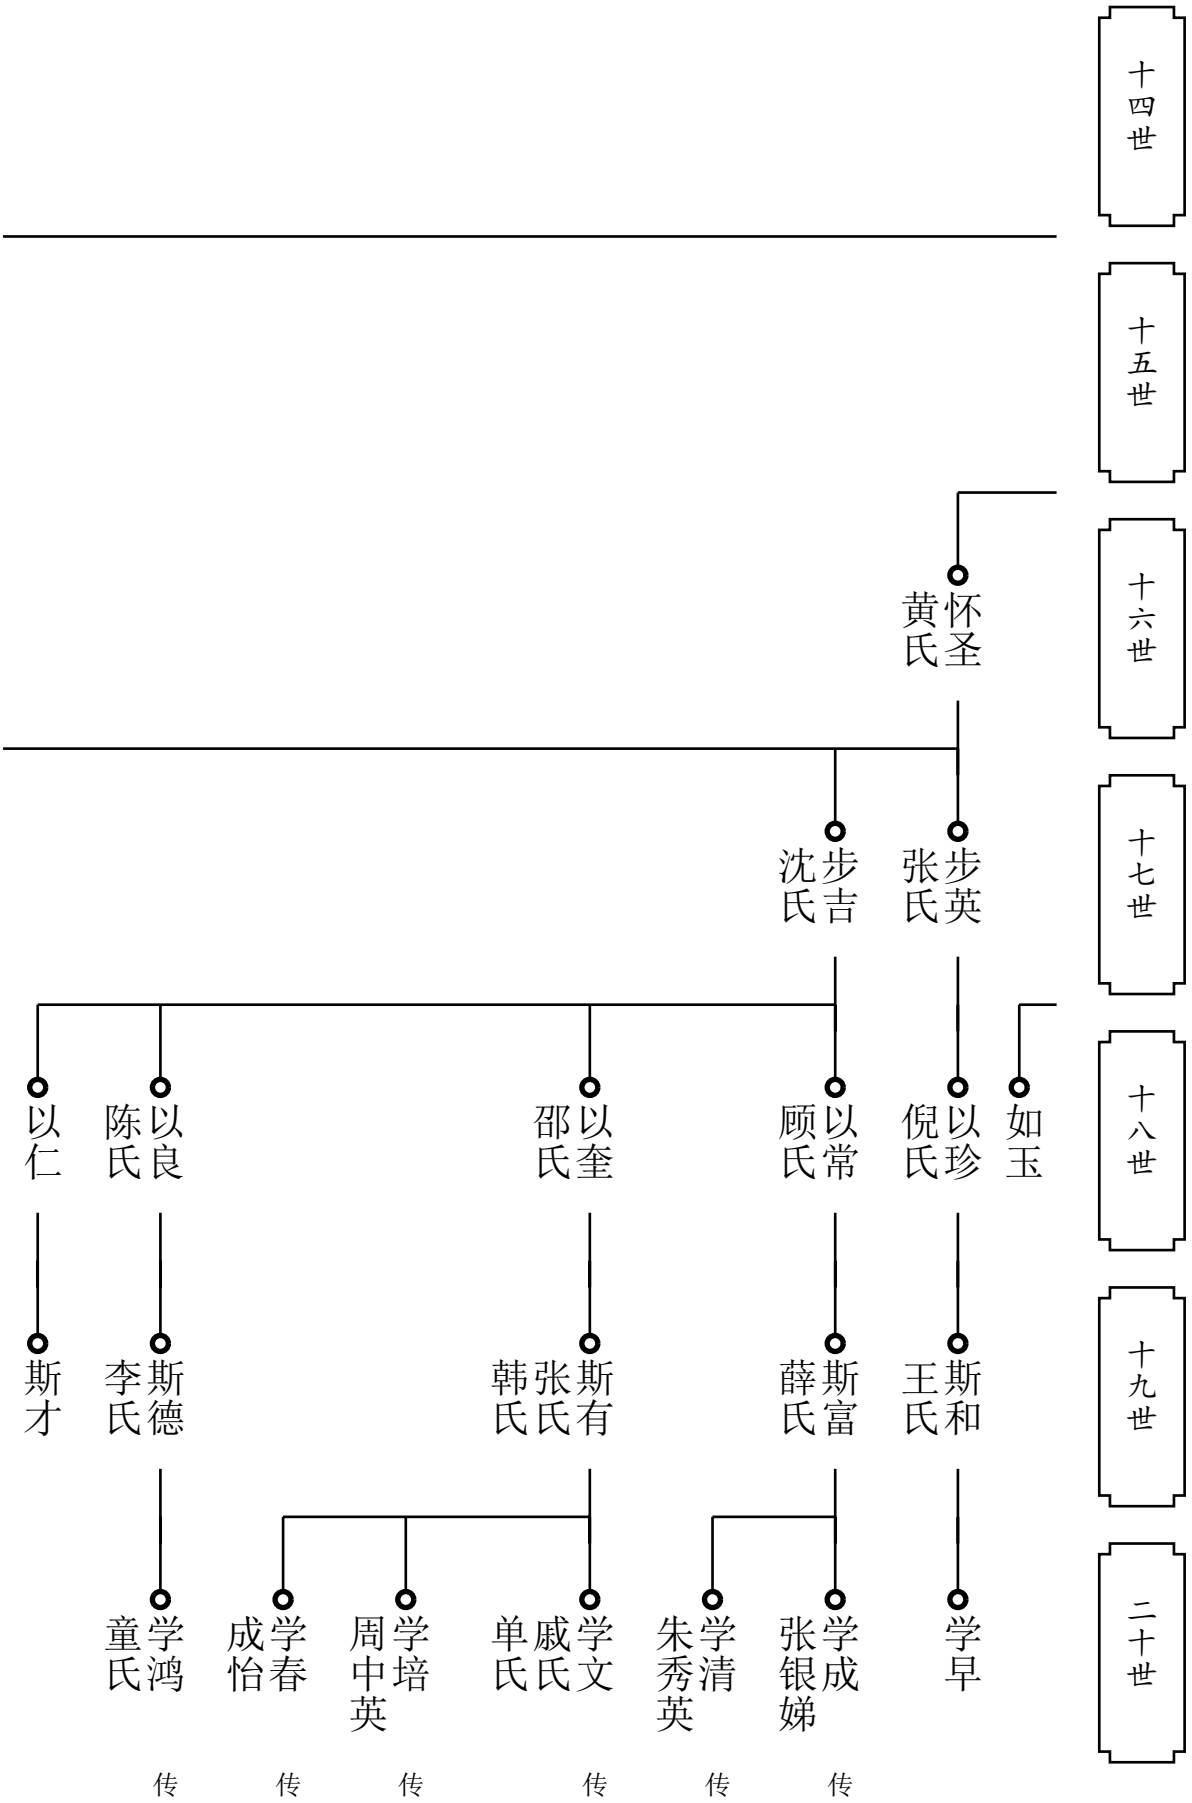 十四世
十五世
十六世
怀圣
黄氏
十七世
步英
张氏
步吉
沈氏
十八世
如玉
以珍
倪氏
以常
顾氏
以奎
邵氏
以良
陈氏
以仁
十九世
斯和
王氏
斯富
薛氏
斯有
张氏
韩氏
斯德
李氏
斯才
二十世
学早
学成
张银娣
学清
朱秀英
学文
戚氏
单氏
学培
周中英
学春
成怡
学鸿
童氏
传
传
传
传
传
传